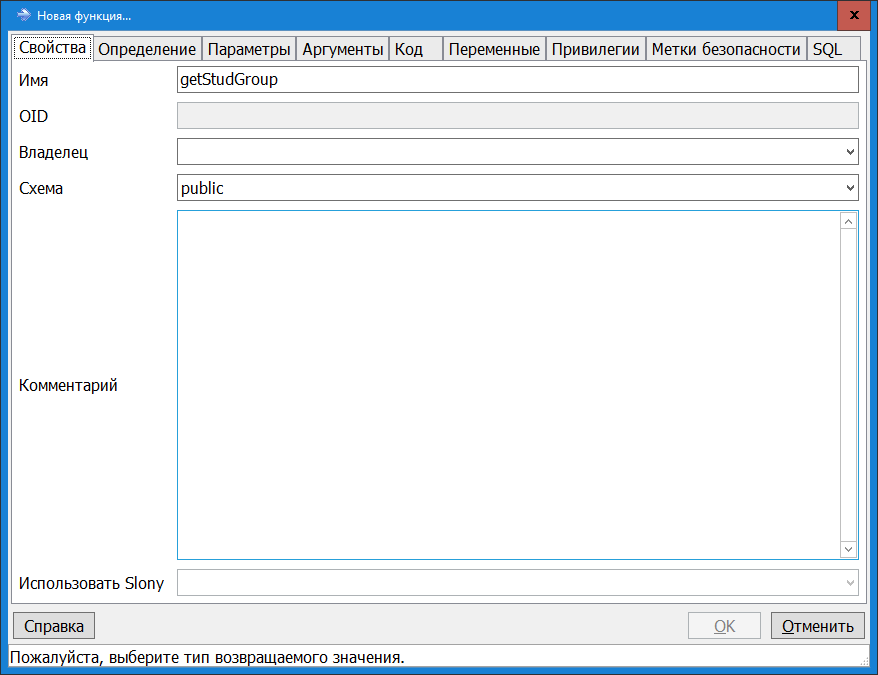 Новая функция...
Свойства Определение Параметры Аргументы Код Переменные Привилегии Метки безопасности SQL
Имя getStudGroup
OID
Владелец
Схема public
Комментарий
Использовать Slony
Справка OK Отменить
Пожалуйста, выберите тип возвращаемого значения.